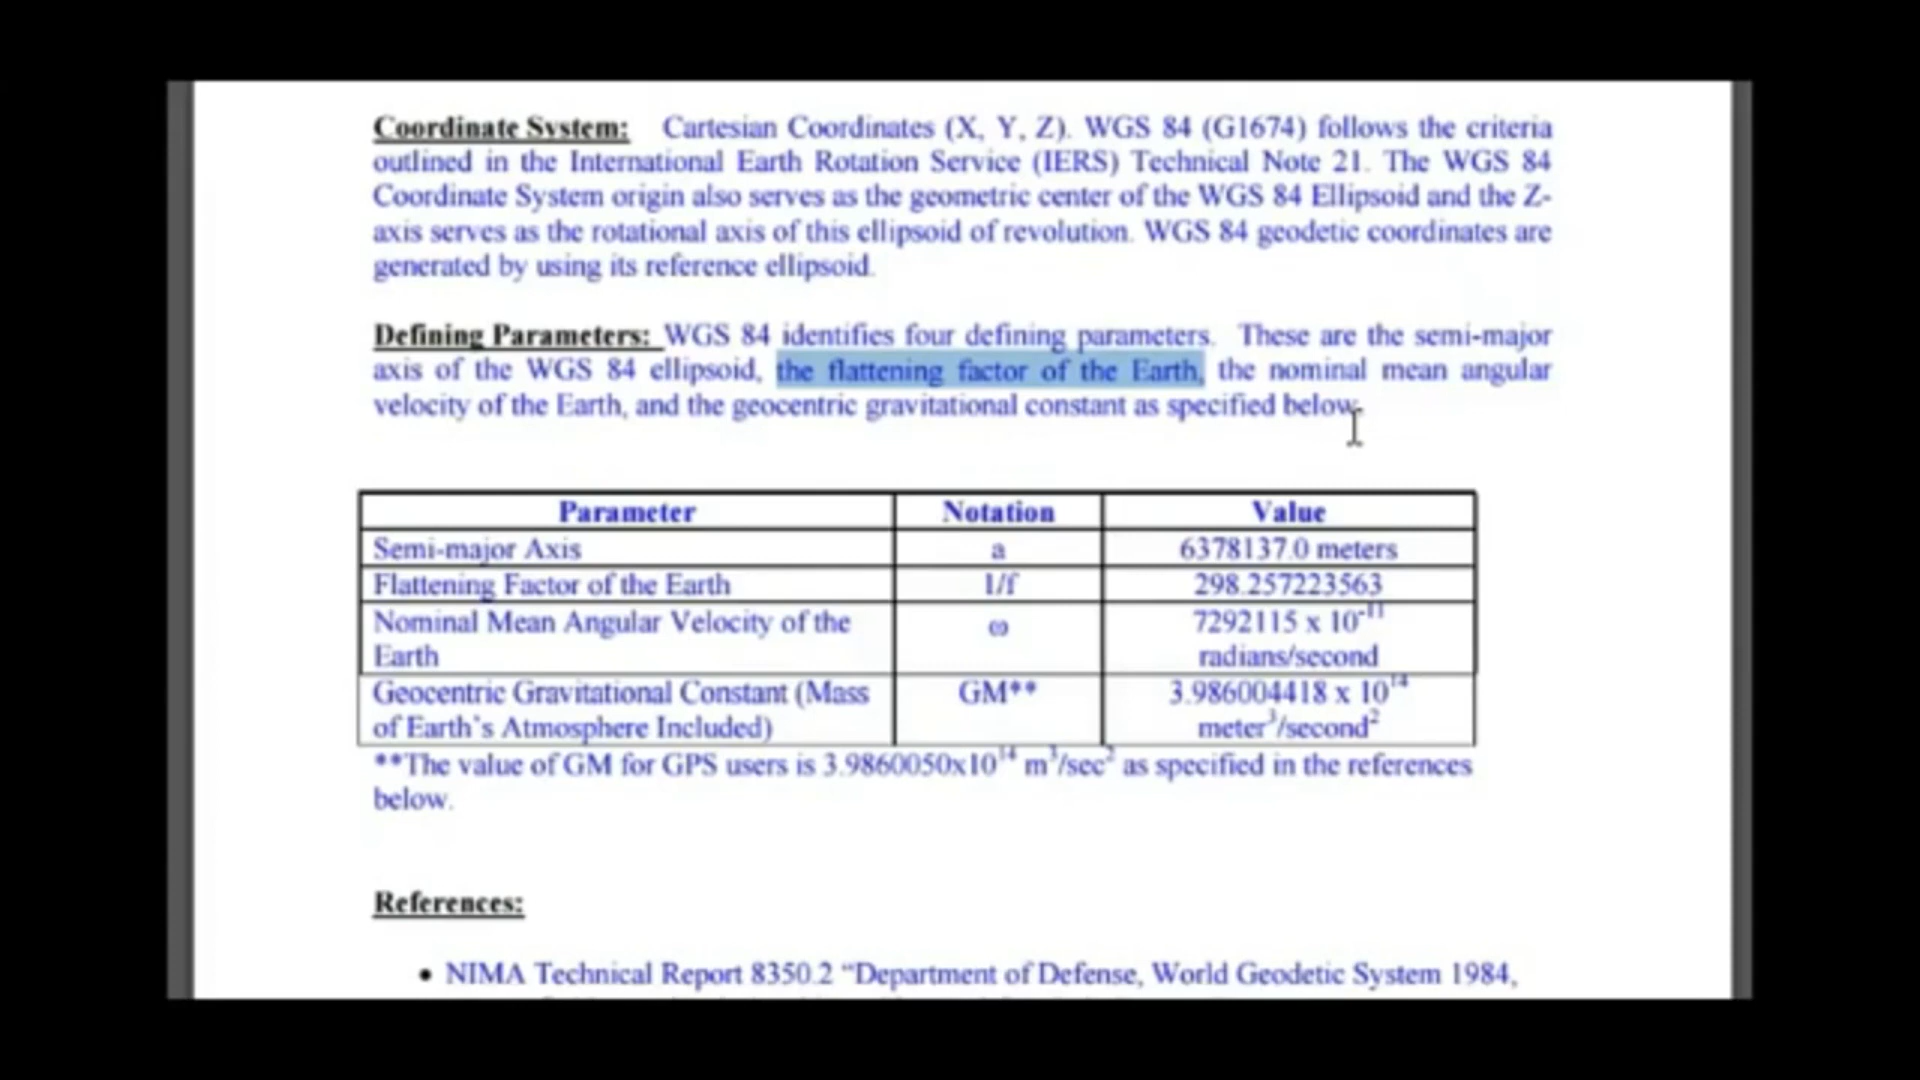 Coordinate System: Cartesian Coordinates (X, Y, Z). WGS 84 (G1674) follows the criteria
outlined in the International Earth Rotation Service (IERS) Technical Note 21. The WGS 84
Coordinate System origin also serves as the geometric center of the WGS 84 Ellipsoid and the Z-
axis serves as the rotational axis of this ellipsoid of revolution. WGS 84 geodetic coordinates are
generated by using its reference ellipsoid.
Defining Parameters: WGS 84 identifies four defining parameters. These are the semi-major
axis of the WGS 84 ellipsoid, the flattening factor of the Earth, the nominal mean angular
velocity of the Earth, and the geocentric gravitational constant as specified below.
Parameter Notation Value
Semi-major Axis a 6378137.0 meters
Flattening Factor of the Earth 1/f 298.257223563
Nominal Mean Angular Velocity of the ω 7292115 x 10⁻¹¹
Earth radians/second
Geocentric Gravitational Constant (Mass GM** 3.986004418 x 10¹⁴
of Earth's Atmosphere Included) meter³/second²
**The value of GM for GPS users is 3.9860050x10¹⁴ m³/sec² as specified in the references
below.
References:
• NIMA Technical Report 8350.2 “Department of Defense, World Geodetic System 1984,